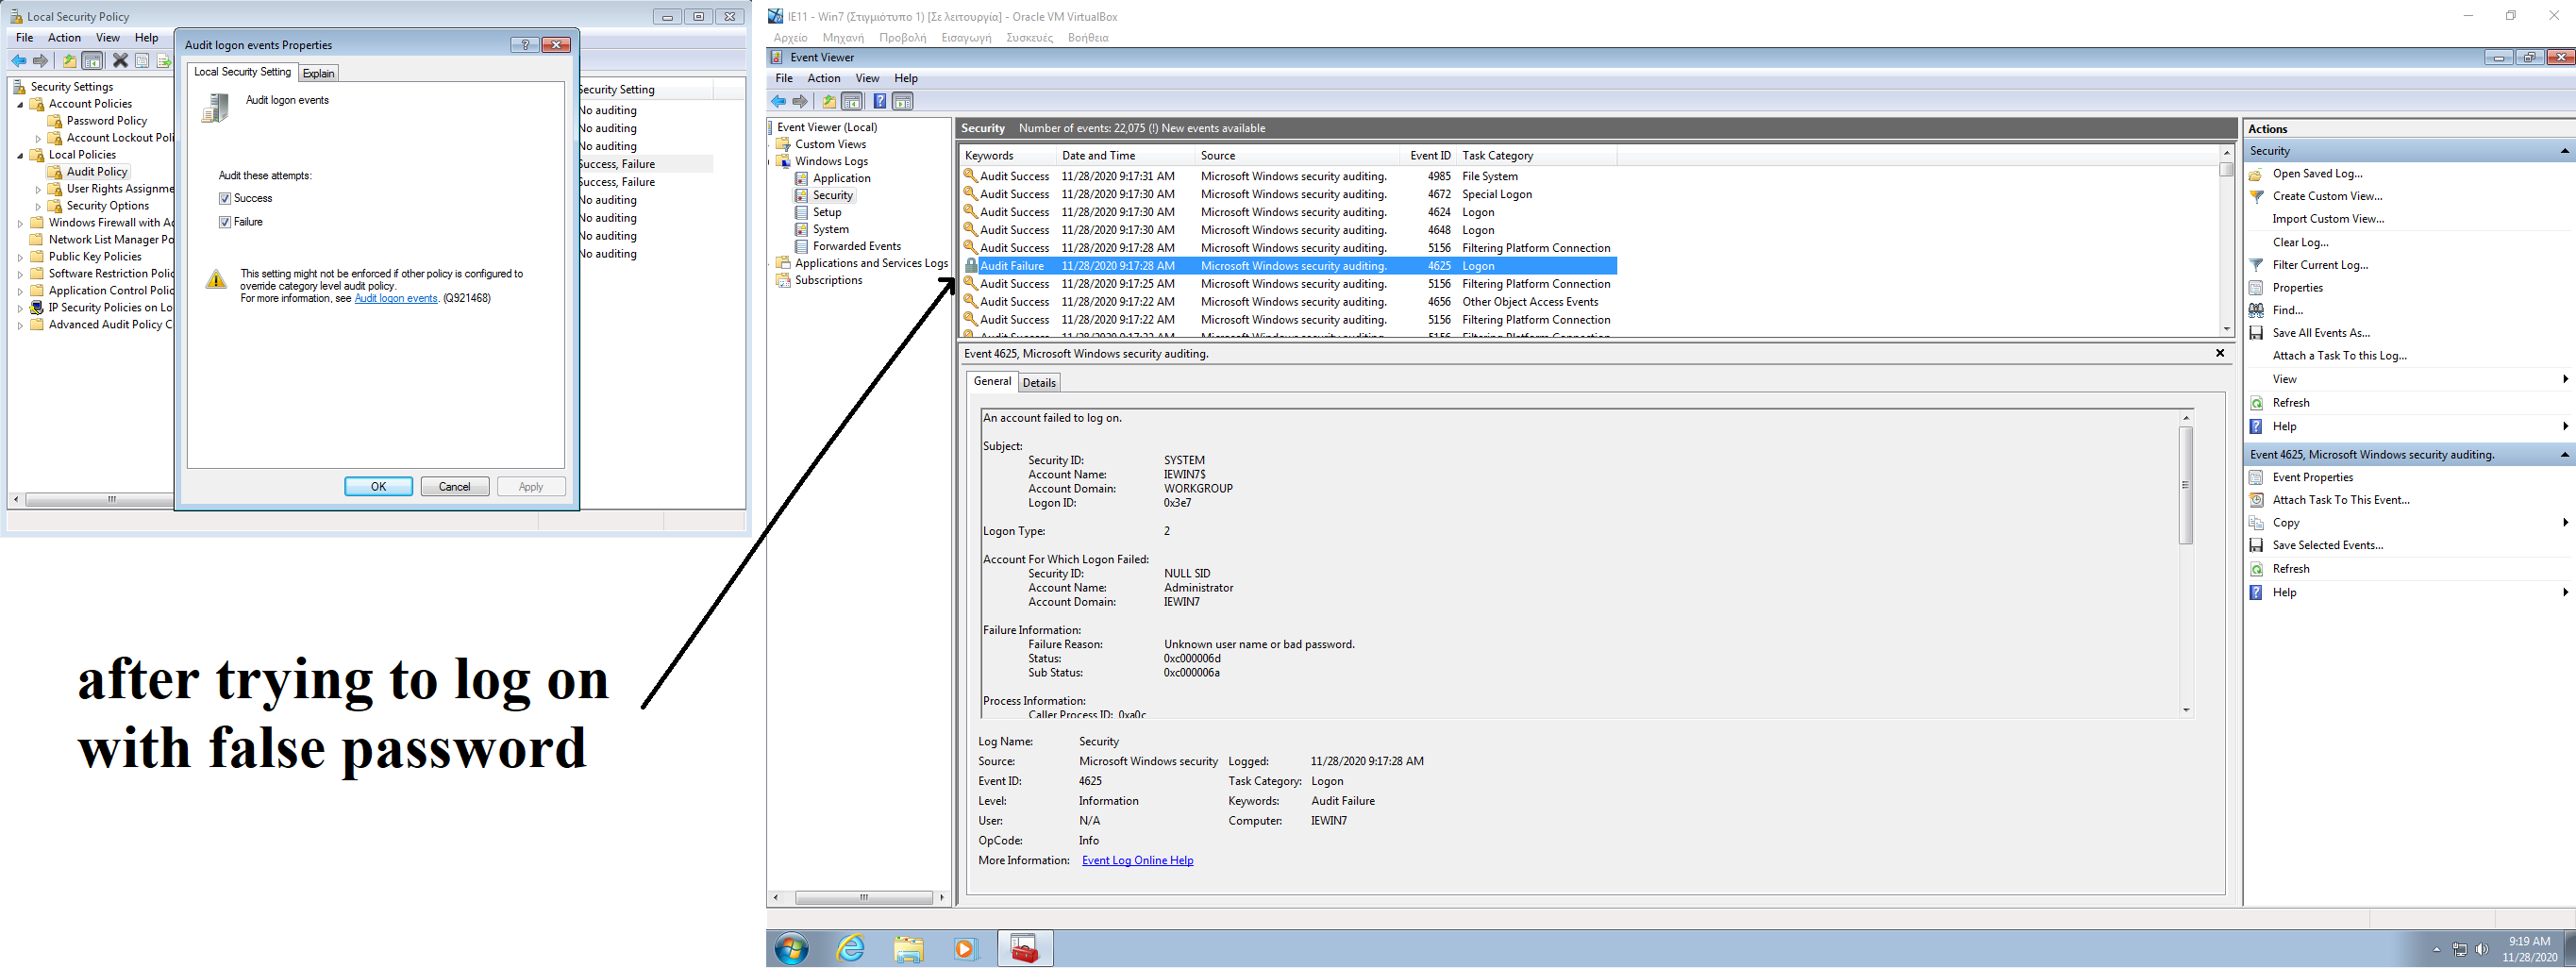 Local Security Policy
File Action View Help
Security Settings
Account Policies
Password Policy
Account Lockout Poli
Local Policies
Audit Policy
User Rights Assignme
Security Options
Windows Firewall with Ad
Network List Manager Po
Public Key Policies
Software Restriction Polic
Application Control Polic
IP Security Policies on Lo
Advanced Audit Policy C
Audit logon events Properties
Local Security Setting Explain
Audit logon events
Audit these attempts:
Success
Failure
This setting might not be enforced if other policy is configured to
override category level audit policy.
For more information, see Audit logon events. (Q921468)
OK Cancel Apply
Security Setting
No auditing
No auditing
No auditing
Success, Failure
Success, Failure
No auditing
No auditing
No auditing
No auditing
after trying to log on
with false password
IE11 - Win7 (Στιγμιότυπο 1) [Σε λειτουργία] - Oracle VM VirtualBox
Αρχείο Μηχανή Προβολή Εισαγωγή Συσκευές Βοήθεια
Event Viewer
File Action View Help
Event Viewer (Local)
Custom Views
Windows Logs
Application
Security
Setup
System
Forwarded Events
Applications and Services Logs
Subscriptions
Security Number of events: 22,075 (!) New events available
Keywords Date and Time Source Event ID Task Category
Audit Success 11/28/2020 9:17:31 AM Microsoft Windows security auditing. 4985 File System
Audit Success 11/28/2020 9:17:30 AM Microsoft Windows security auditing. 4672 Special Logon
Audit Success 11/28/2020 9:17:30 AM Microsoft Windows security auditing. 4624 Logon
Audit Success 11/28/2020 9:17:30 AM Microsoft Windows security auditing. 4648 Logon
Audit Success 11/28/2020 9:17:28 AM Microsoft Windows security auditing. 5156 Filtering Platform Connection
Audit Failure 11/28/2020 9:17:28 AM Microsoft Windows security auditing. 4625 Logon
Audit Success 11/28/2020 9:17:25 AM Microsoft Windows security auditing. 5156 Filtering Platform Connection
Audit Success 11/28/2020 9:17:22 AM Microsoft Windows security auditing. 4656 Other Object Access Events
Audit Success 11/28/2020 9:17:22 AM Microsoft Windows security auditing. 5156 Filtering Platform Connection
Audit Success 11/28/2020 9:17:22 AM Microsoft Windows security auditing. 5156 Filtering Platform Connection
Event 4625, Microsoft Windows security auditing.
General Details
An account failed to log on.
Subject:
Security ID: SYSTEM
Account Name: IEWIN7$
Account Domain: WORKGROUP
Logon ID: 0x3e7
Logon Type: 2
Account For Which Logon Failed:
Security ID: NULL SID
Account Name: Administrator
Account Domain: IEWIN7
Failure Information:
Failure Reason: Unknown user name or bad password.
Status: 0xc000006d
Sub Status: 0xc000006a
Process Information:
Caller Process ID: 0xa0c
Log Name: Security
Source: Microsoft Windows security Logged: 11/28/2020 9:17:28 AM
Event ID: 4625 Task Category: Logon
Level: Information Keywords: Audit Failure
User: N/A Computer: IEWIN7
OpCode: Info
More Information: Event Log Online Help
Actions
Security
Open Saved Log...
Create Custom View...
Import Custom View...
Clear Log...
Filter Current Log...
Properties
Find...
Save All Events As...
Attach a Task To this Log...
View
Refresh
Help
Event 4625, Microsoft Windows security auditing.
Event Properties
Attach Task To This Event...
Copy
Save Selected Events...
Refresh
Help
9:19 AM
11/28/2020